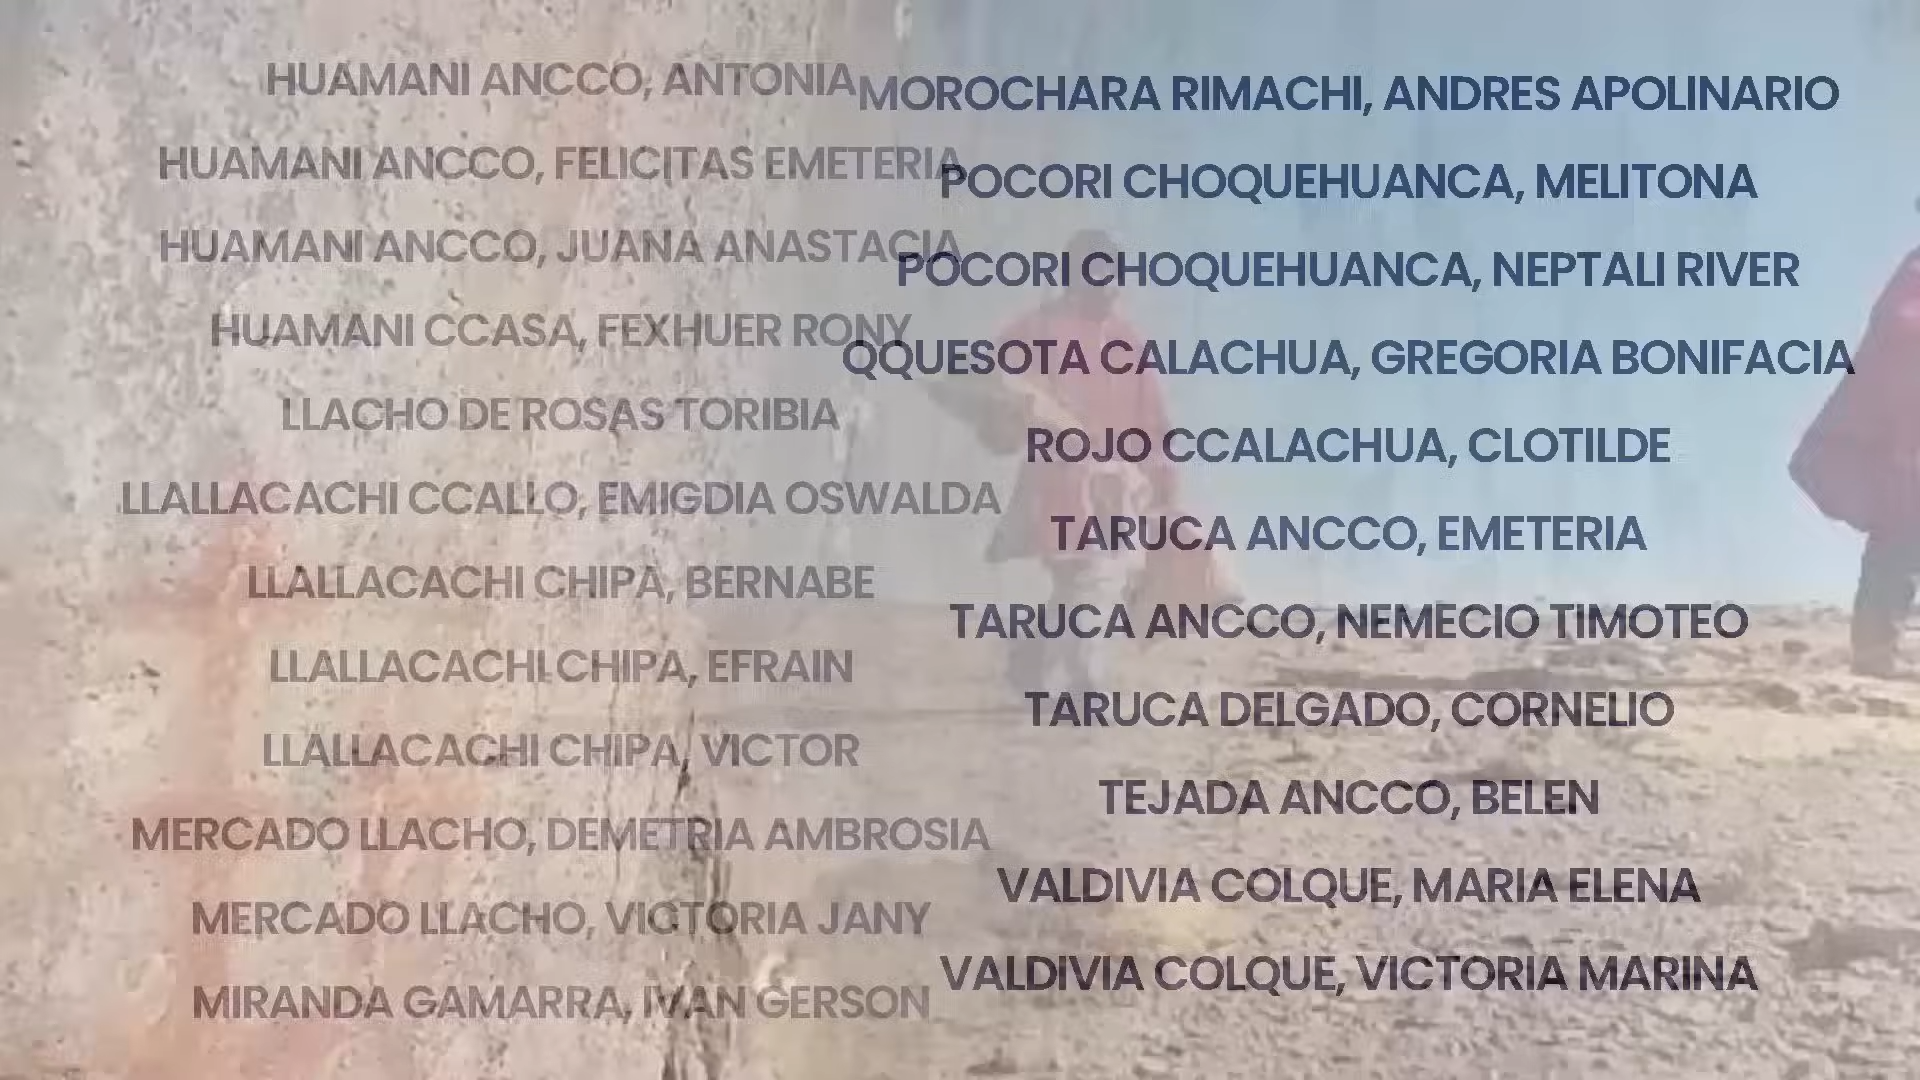 HUAMANI ANCCO, ANTONIA
HUAMANI ANCCO, FELICITAS EMETERIA
HUAMANI ANCCO, JUANA ANASTACIA
HUAMANI CCASA, FEXHUER RONY
LLACHO DE ROSAS TORIBIA
LLALLACACHI CCALLO, EMIGDIA OSWALDA
LLALLACACHI CHIPA, BERNABE
LLALLACACHI CHIPA, EFRAIN
LLALLACACHI CHIPA, VICTOR
MERCADO LLACHO, DEMETRIA AMBROSIA
MERCADO LLACHO, VICTORIA JANY
MIRANDA GAMARRA, IVAN GERSON
MOROCHARA RIMACHI, ANDRES APOLINARIO
POCORI CHOQUEHUANCA, MELITONA
POCORI CHOQUEHUANCA, NEPTALI RIVER
QQUESOTA CALACHUA, GREGORIA BONIFACIA
ROJO CCALACHUA, CLOTILDE
TARUCA ANCCO, EMETERIA
TARUCA ANCCO, NEMECIO TIMOTEO
TARUCA DELGADO, CORNELIO
TEJADA ANCCO, BELEN
VALDIVIA COLQUE, MARIA ELENA
VALDIVIA COLQUE, VICTORIA MARINA